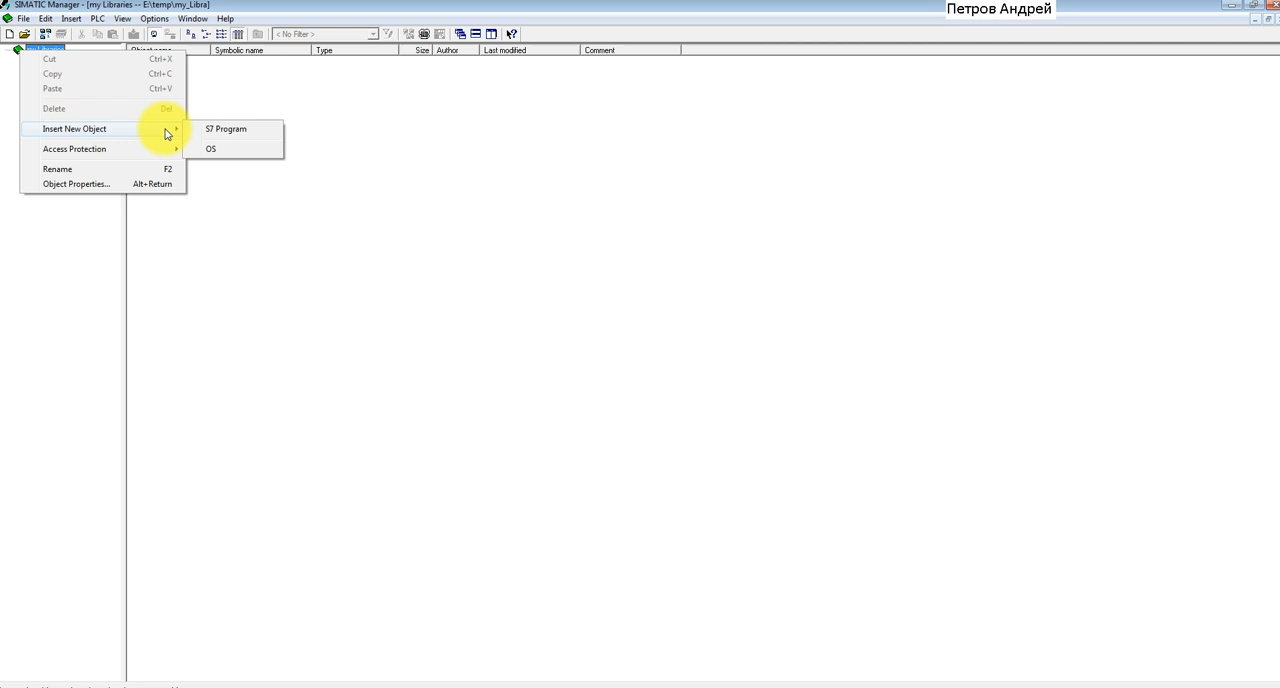 SIMATIC Manager - [my Libraries -- E:\temp\my_Libra]
Петров Андрей
File Edit Insert PLC View Options Window Help
< No Filter >
my Libraries Object name Symbolic name Type Size Author Last modified Comment
Cut Ctrl+X
Copy Ctrl+C
Paste Ctrl+V
Delete Del
Insert New Object
S7 Program
Access Protection
OS
Rename F2
Object Properties... Alt+Return